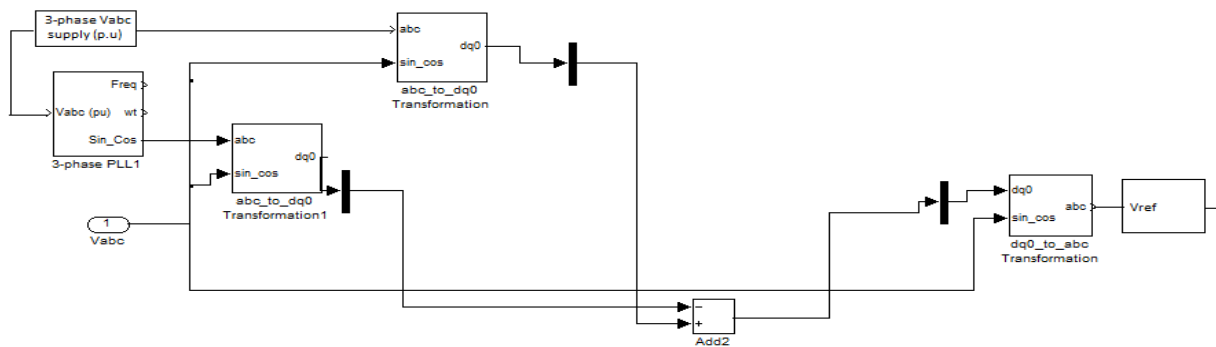 3-phase Vabc
supply (p.u)
abc
dq0
sin_cos
abc_to_dq0
Transformation
Freq
Vabc (pu)
wt
Sin_Cos
3-phase PLL1
abc
dq0
sin_cos
abc_to_dq0
Transformation1
1
Vabc
dq0
abc
sin_cos
dq0_to_abc
Transformation
Vref
−
+
Add2